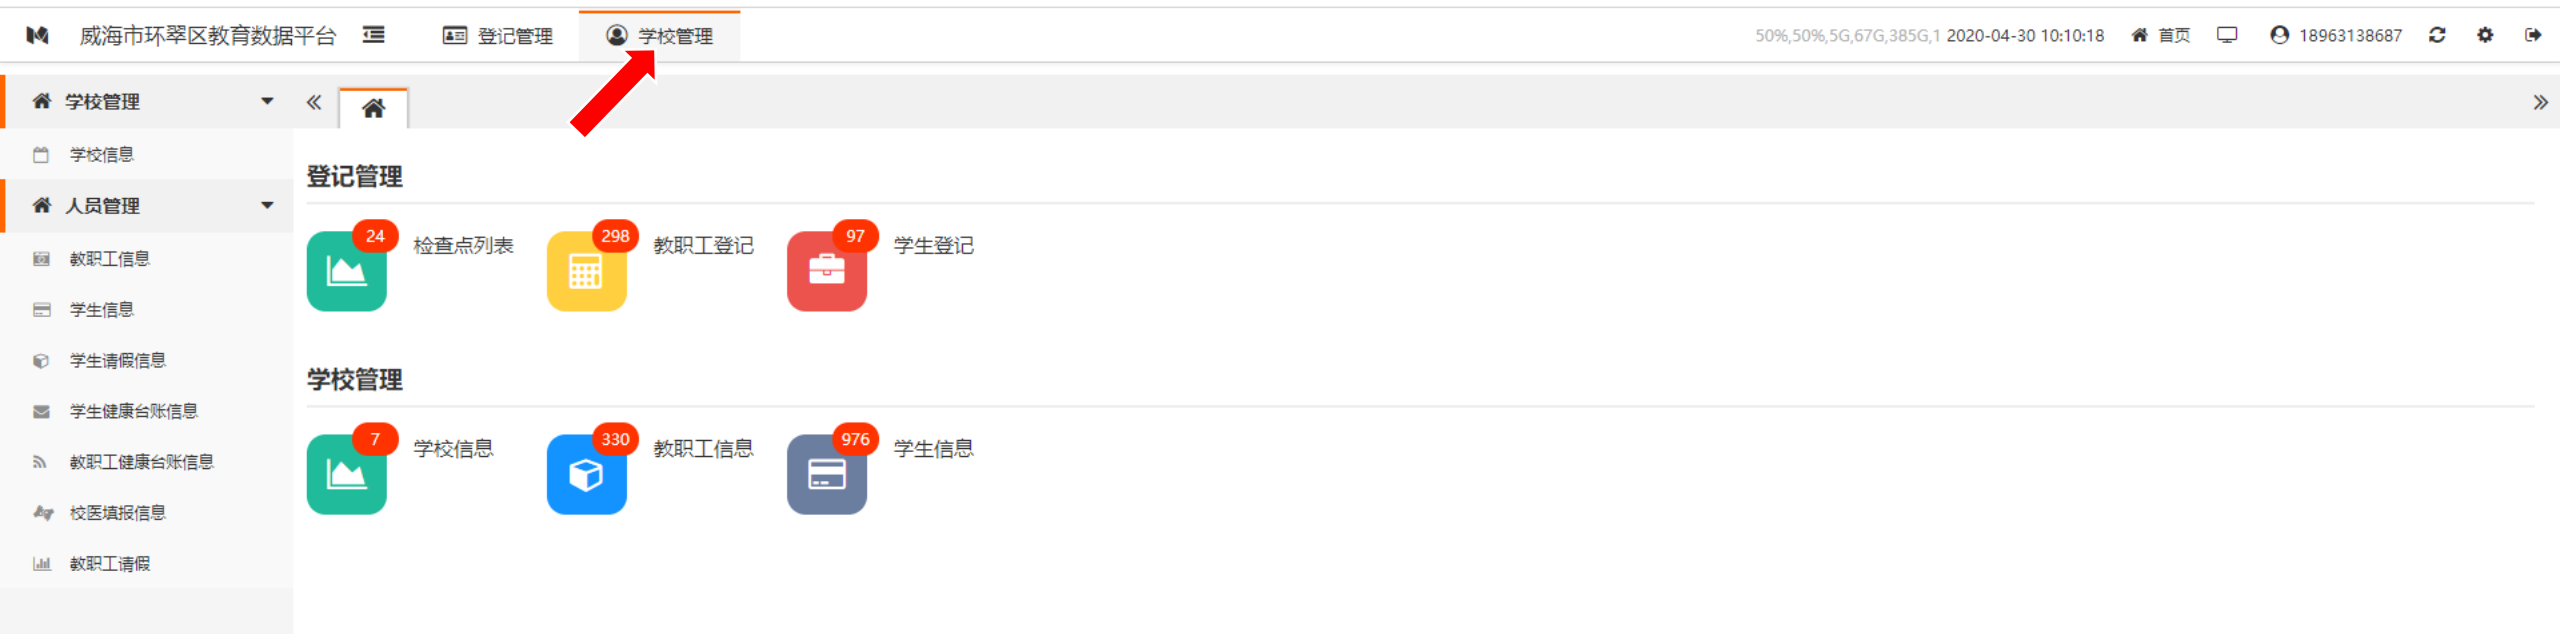 威海市环翠区教育数据平台 登记管理 学校管理 50%,50%,5G,67G,385G,1 2020-04-30 10:10:18 首页 18963138687
学校管理
学校信息
人员管理
教职工信息
学生信息
学生请假信息
学生健康台账信息
教职工健康台账信息
校医填报信息
教职工请假
登记管理
24 检查点列表 298 教职工登记 97 学生登记
学校管理
7 学校信息 330 教职工信息 976 学生信息